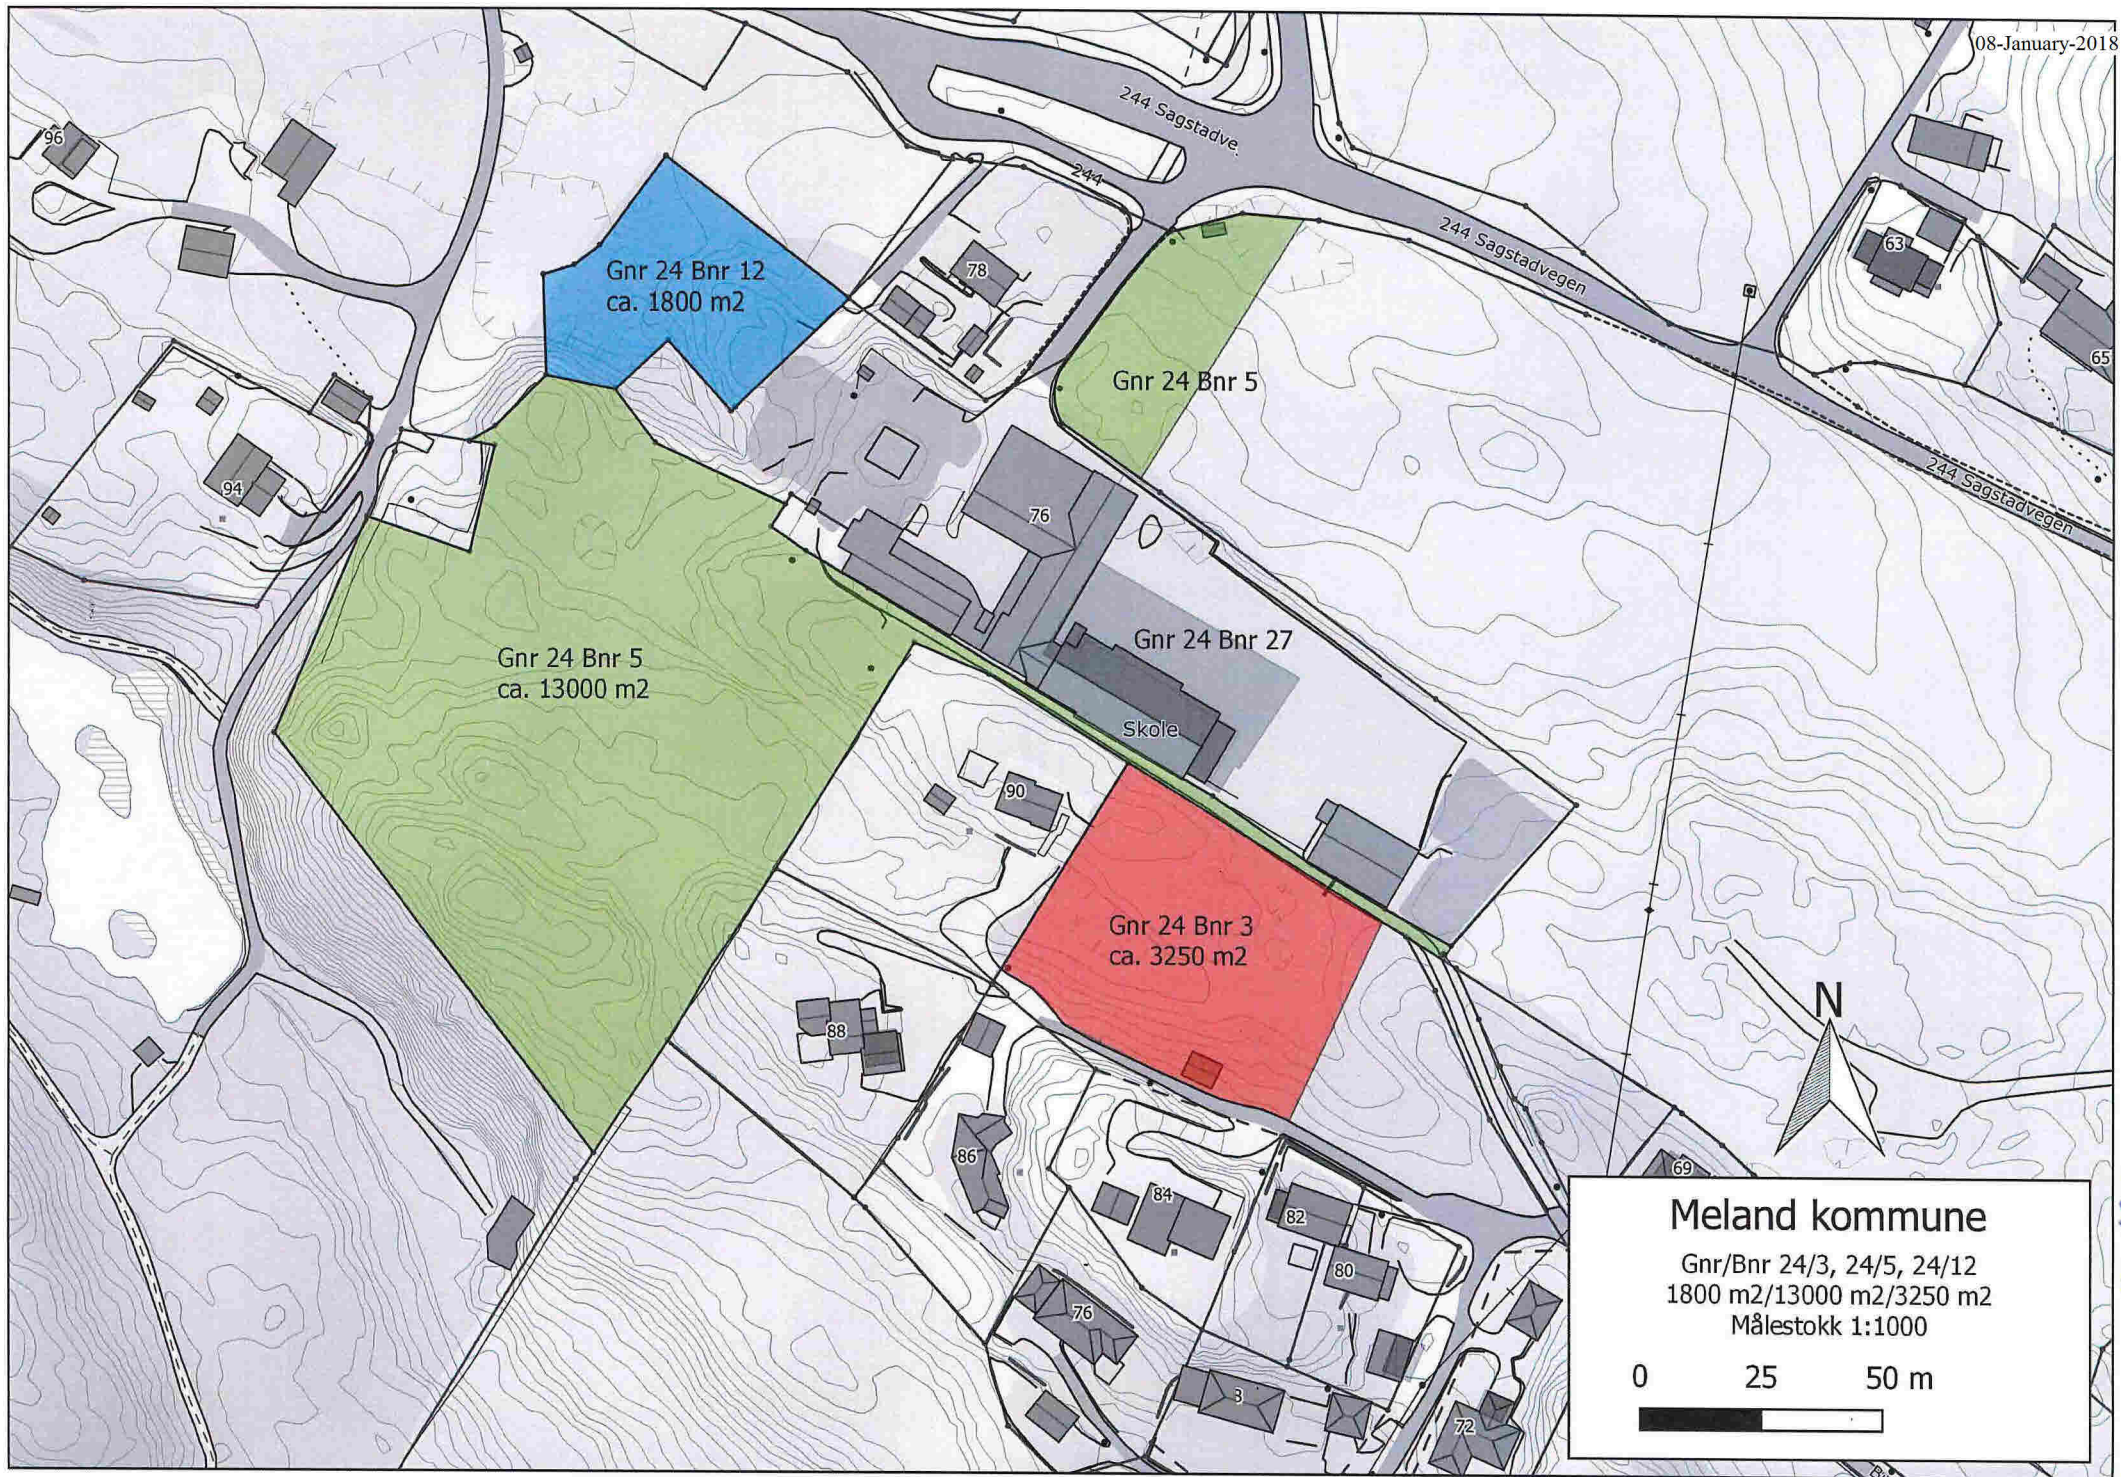 08-January-2018
96
244 Sagstadve.
244
244 Sagstadvegen
63
65
78
Gnr 24 Bnr 12
ca. 1800 m2
Gnr 24 Bnr 5
94
76
244 Sagstadvegen
Gnr 24 Bnr 27
Gnr 24 Bnr 5
ca. 13000 m2
Skole
90
Gnr 24 Bnr 3
ca. 3250 m2
N
88
86
84
82
80
76
69
72
Meland kommune
Gnr/Bnr 24/3, 24/5, 24/12
1800 m2/13000 m2/3250 m2
Målestokk 1:1000
0 25 50 m